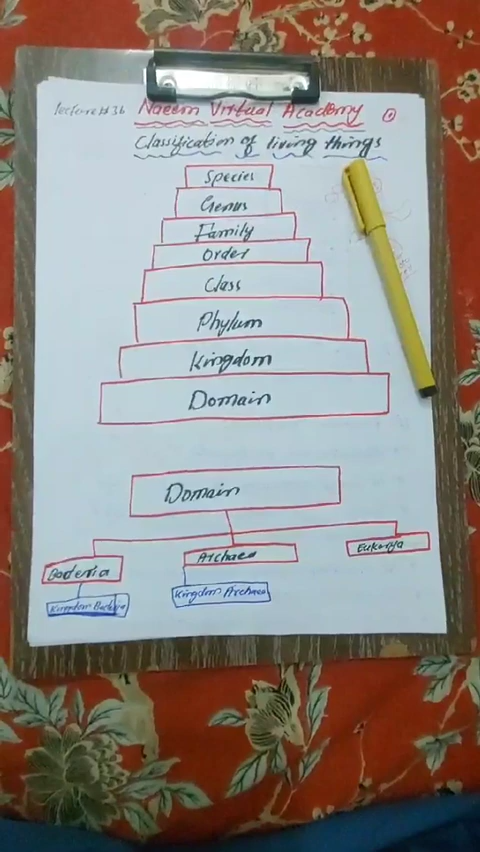 lecture # 36 Naeem Virtual Academy
Classification of living things
Species
Genus
Family
Order
Class
Phylum
Kingdom
Domain
Domain
Bacteria Archaea Eukarya
Kingdom Bacteria Kingdom Archaea